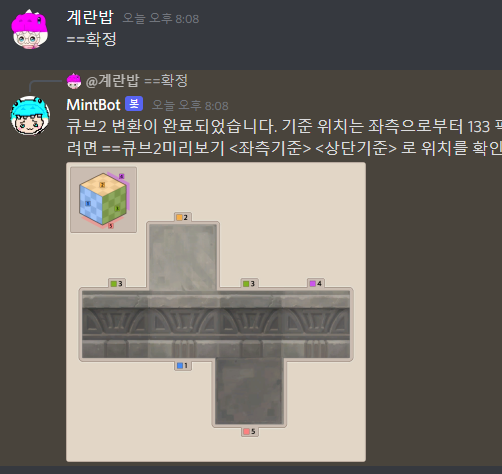 계란밥 오늘 오후 8:08
==확정
@계란밥 ==확정
MintBot 봇 오늘 오후 8:08
큐브2 변환이 완료되었습니다. 기준 위치는 좌측으로부터 133 픽
려면 ==큐브2미리보기 <좌측기준> <상단기준> 로 위치를 확인
2
3
3
4
1
5